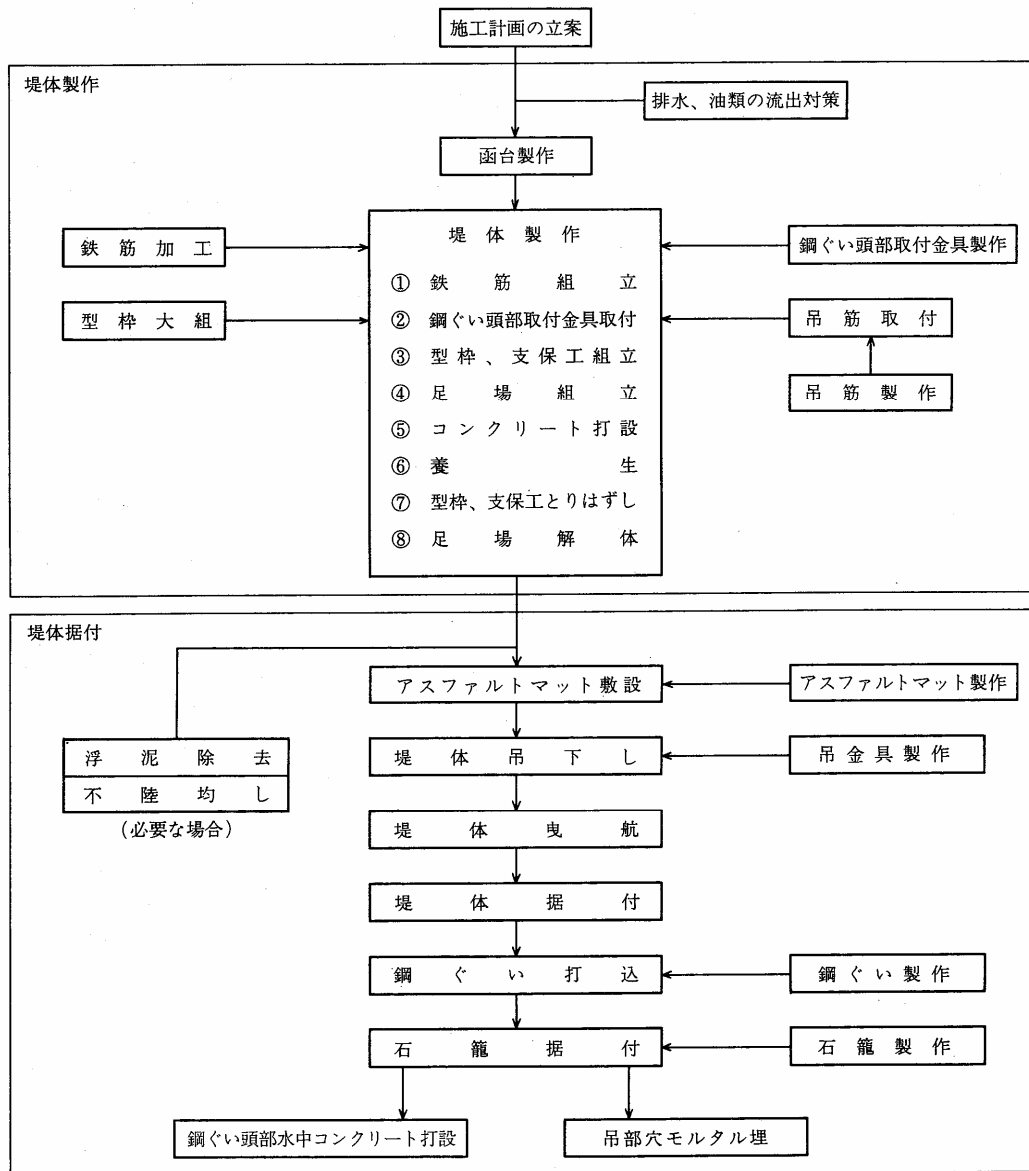 施工計画の立案
堤体製作
排水、油類の流出対策
函台製作
鉄筋加工
型枠大組
堤体製作
① 鉄筋組立
② 鋼ぐい頭部取付金具取付
③ 型枠、支保工組立
④ 足場組立
⑤ コンクリート打設
⑥ 養生
⑦ 型枠、支保工とりはずし
⑧ 足場解体
鋼ぐい頭部取付金具製作
吊筋取付
吊筋製作
堤体据付
アスファルトマット敷設
アスファルトマット製作
浮泥除去
不陸均し
(必要な場合)
堤体吊下し
吊金具製作
堤体曳航
堤体据付
鋼ぐい打込
鋼ぐい製作
石籠据付
石籠製作
鋼ぐい頭部水中コンクリート打設
吊部穴モルタル埋